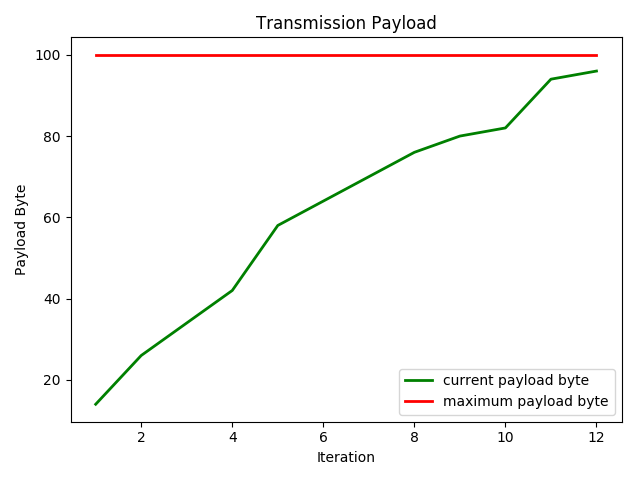 Transmission Payload
100
80
60
40
20
Payload Byte
current payload byte
maximum payload byte
2 4 6 8 10 12
Iteration